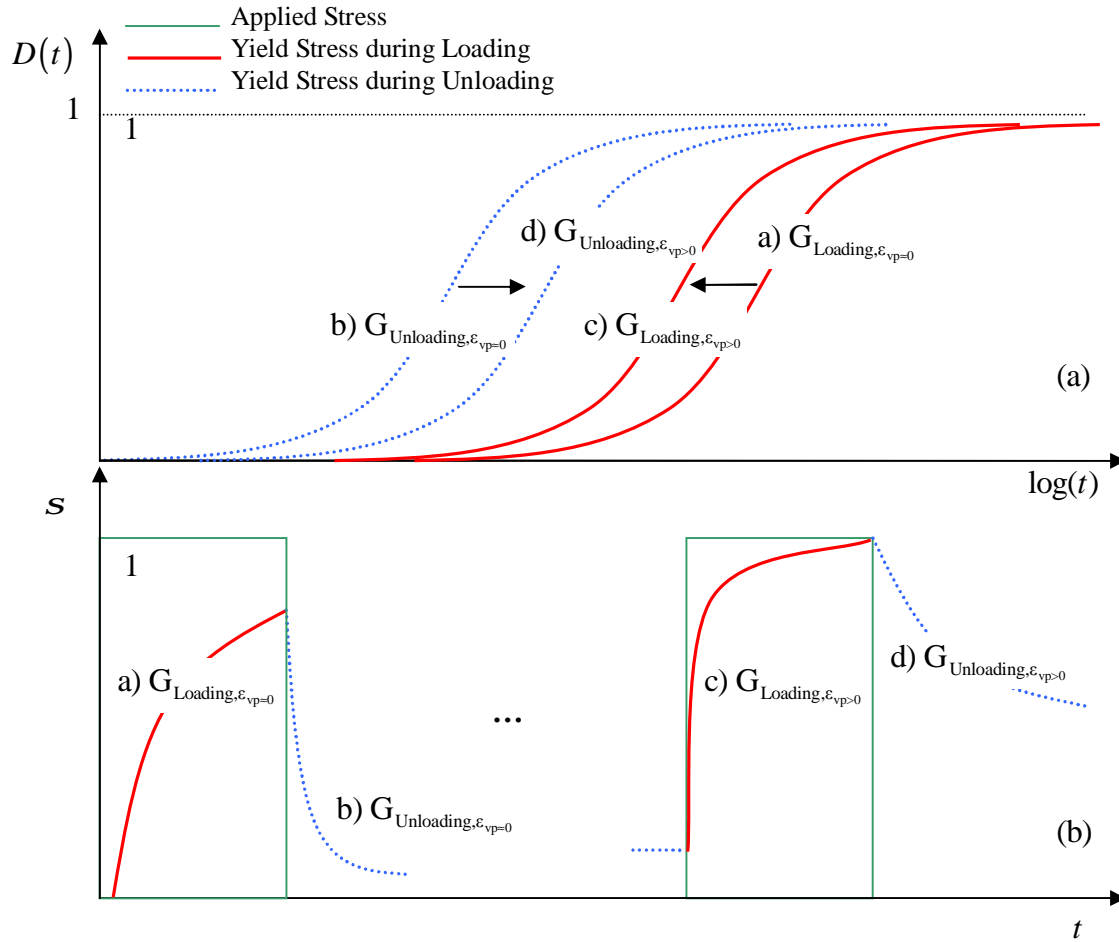 Applied Stress
Yield Stress during Loading
Yield Stress during Unloading
D(t)
1
1
d) G_Unloading,ε_vp>0
a) G_Loading,ε_vp=0
b) G_Unloading,ε_vp=0
c) G_Loading,ε_vp>0
(a)
log(t)
s
1
a) G_Loading,ε_vp=0
b) G_Unloading,ε_vp=0
...
c) G_Loading,ε_vp>0
d) G_Unloading,ε_vp>0
(b)
t